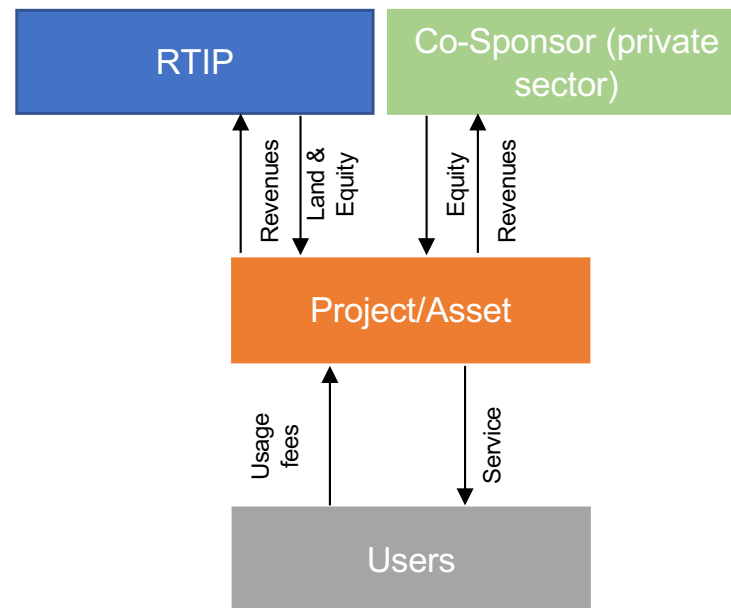 RTIP
Co-Sponsor (private
sector)
Revenues
Land &
Equity
Equity
Revenues
Project/Asset
Usage
fees
Service
Users